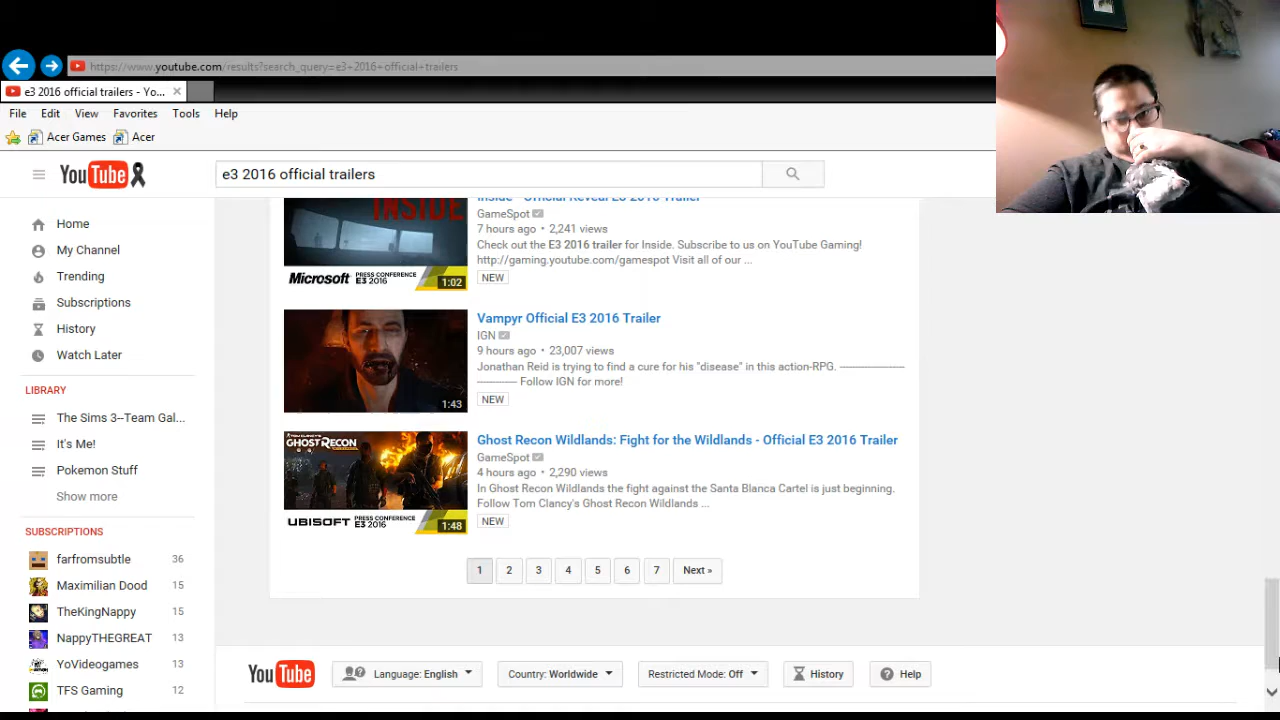 https://www.youtube.com/results?search_query=e3+2016+official+trailers
e3 2016 official trailers - Yo...
File Edit View Favorites Tools Help
Acer Games Acer
YouTube
e3 2016 official trailers
Home
My Channel
Trending
Subscriptions
History
Watch Later
LIBRARY
The Sims 3--Team Gal...
It's Me!
Pokemon Stuff
Show more
SUBSCRIPTIONS
farfromsubtle 36
Maximilian Dood 15
TheKingNappy 15
NappyTHEGREAT 13
YoVideogames 13
TFS Gaming 12
INSIDE
Microsoft PRESS CONFERENCE E3 2016
1:02
Inside - Official Reveal E3 2016 Trailer
GameSpot
7 hours ago • 2,241 views
Check out the E3 2016 trailer for Inside. Subscribe to us on YouTube Gaming!
http://gaming.youtube.com/gamespot Visit all of our ...
NEW
1:43
Vampyr Official E3 2016 Trailer
IGN
9 hours ago • 23,007 views
Jonathan Reid is trying to find a cure for his "disease" in this action-RPG. ----------------------
-------------- Follow IGN for more!
NEW
GHOST RECON
UBISOFT PRESS CONFERENCE E3 2016
1:48
Ghost Recon Wildlands: Fight for the Wildlands - Official E3 2016 Trailer
GameSpot
4 hours ago • 2,290 views
In Ghost Recon Wildlands the fight against the Santa Blanca Cartel is just beginning.
Follow Tom Clancy's Ghost Recon Wildlands ...
NEW
1 2 3 4 5 6 7 Next »
YouTube Language: English Country: Worldwide Restricted Mode: Off History Help